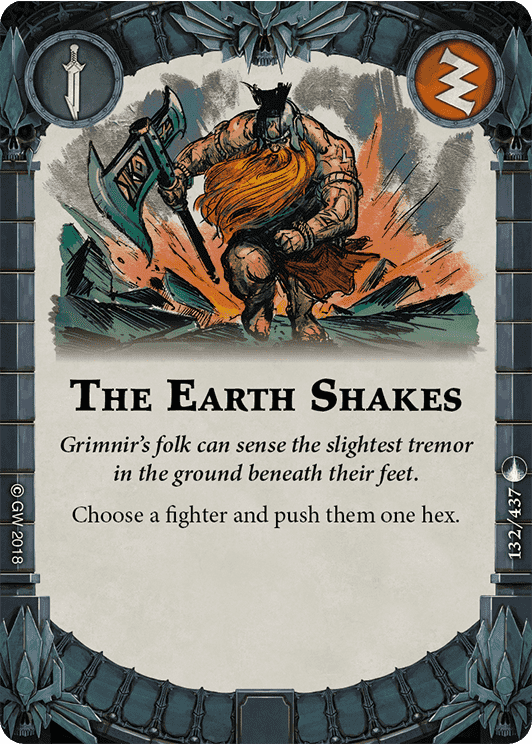 The Earth Shakes
Grimnir's folk can sense the slightest tremor
in the ground beneath their feet.
Choose a fighter and push them one hex.
© GW 2018
132/437